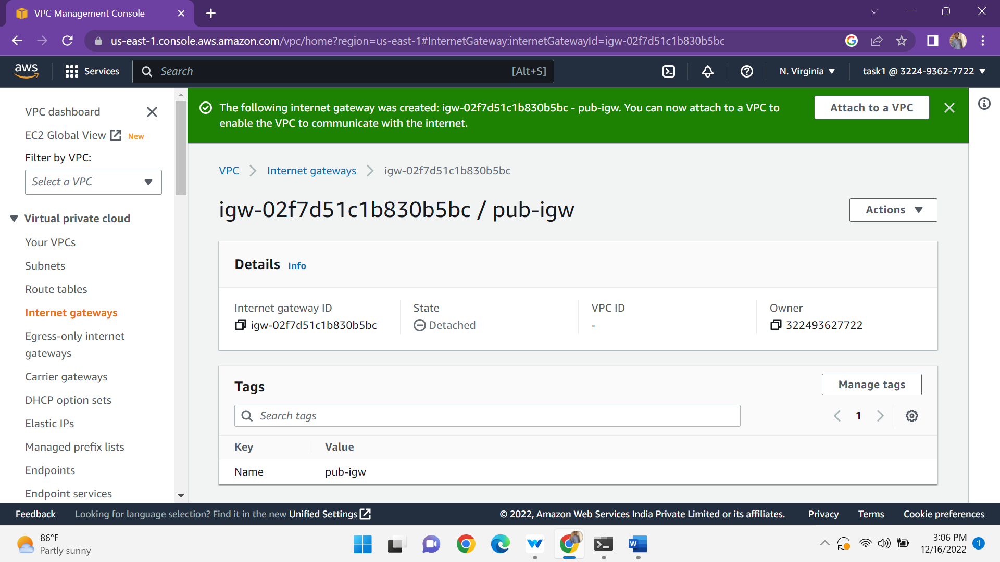 VPC Management Console
us-east-1.console.aws.amazon.com/vpc/home?region=us-east-1#InternetGateway:internetGatewayId=igw-02f7d51c1b830b5bc
aws
Services
Search
[Alt+S]
N. Virginia
task1 @ 3224-9362-7722
VPC dashboard
EC2 Global View New
Filter by VPC:
Select a VPC
Virtual private cloud
Your VPCs
Subnets
Route tables
Internet gateways
Egress-only internet
gateways
Carrier gateways
DHCP option sets
Elastic IPs
Managed prefix lists
Endpoints
Endpoint services
The following internet gateway was created: igw-02f7d51c1b830b5bc - pub-igw. You can now attach to a VPC to
enable the VPC to communicate with the internet.
Attach to a VPC
VPC
Internet gateways
igw-02f7d51c1b830b5bc
igw-02f7d51c1b830b5bc / pub-igw
Actions
Details Info
Internet gateway ID
igw-02f7d51c1b830b5bc
State
Detached
VPC ID
-
Owner
322493627722
Tags
Manage tags
Search tags
1
Key
Value
Name
pub-igw
Feedback
Looking for language selection? Find it in the new Unified Settings
© 2022, Amazon Web Services India Private Limited or its affiliates.
Privacy
Terms
Cookie preferences
86°F
Partly sunny
W
3:06 PM
12/16/2022
1